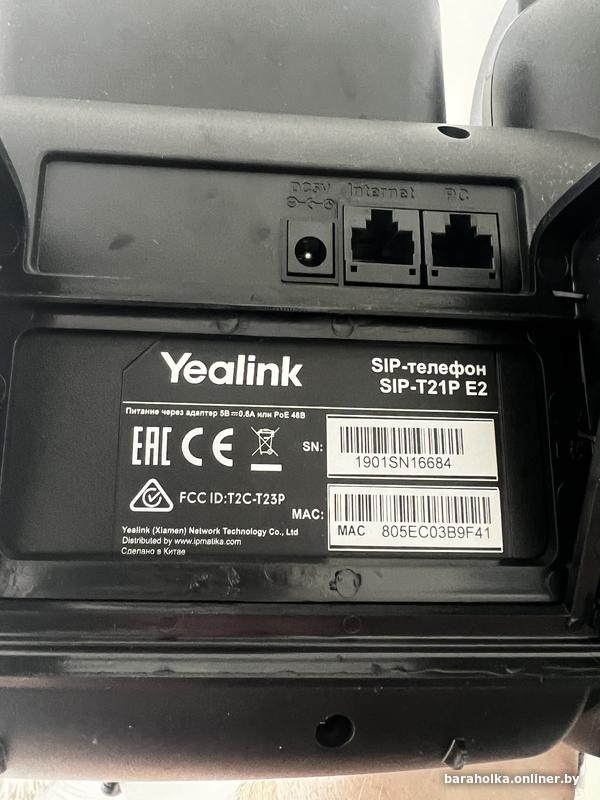 DC5V Internet PC
Yealink
SIP-телефон
SIP-T21P E2
Питание через адаптер 5В⎓0.6А или PoE 48В
EAC CE
SN:
1901SN16684
FCC ID:T2C-T23P
MAC:
MAC 805EC03B9F41
Yealink (Xiamen) Network Technology Co., Ltd
Distributed by www.ipmatika.com
Сделано в Китае
baraholka.onliner.by